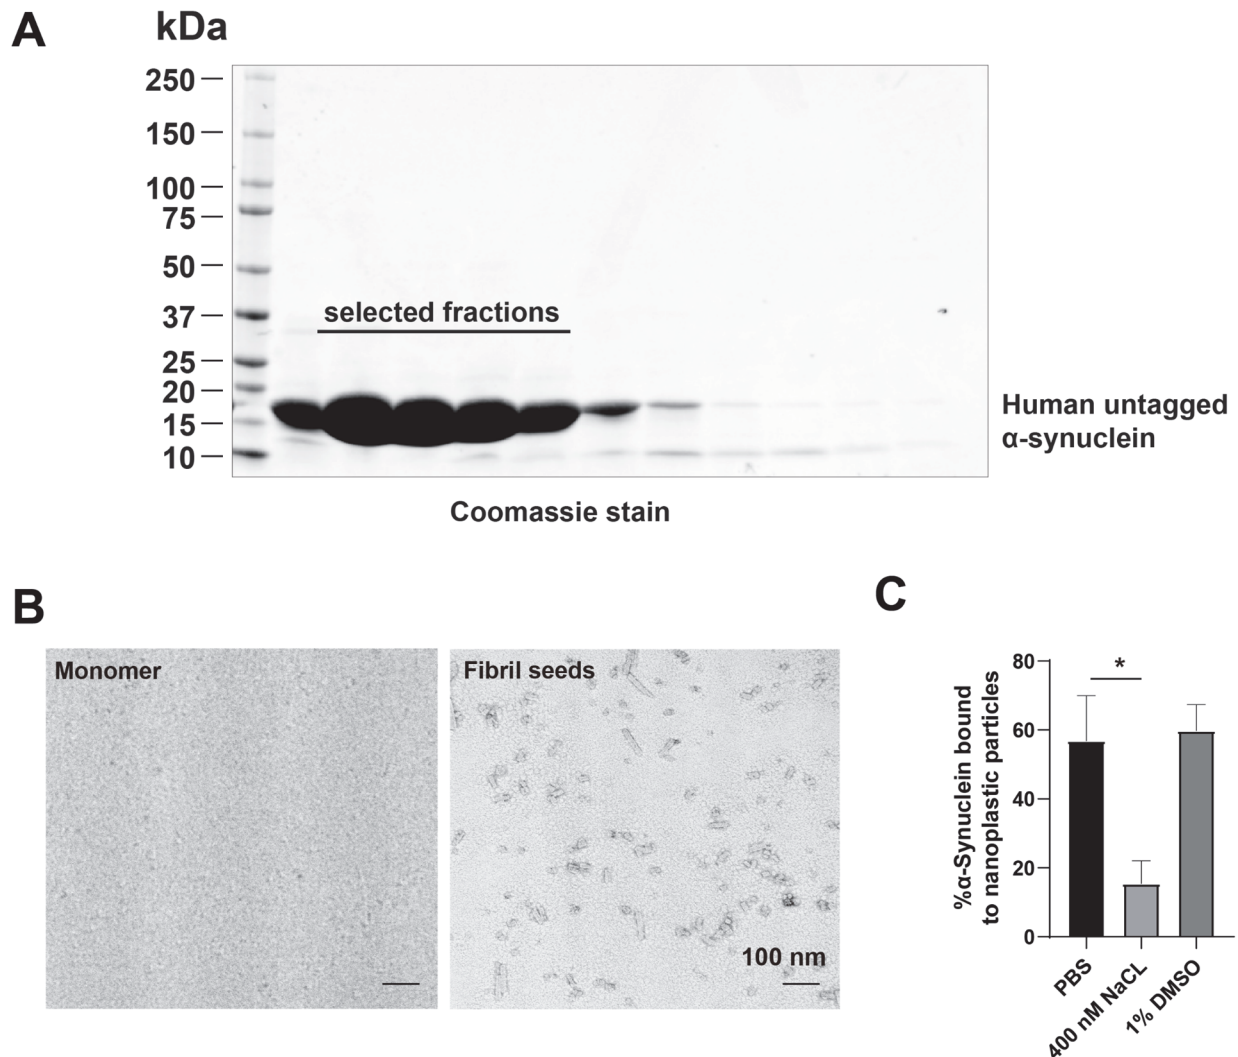 A
kDa
250
150
100
75
50
37
25
20
15
10
selected fractions
Human untagged
α-synuclein
Coomassie stain
B
Monomer
Fibril seeds
100 nm
C
%α-Synuclein bound
to nanoplastic particles
80
60
40
20
0
*
PBS
400 nM NaCL
1% DMSO